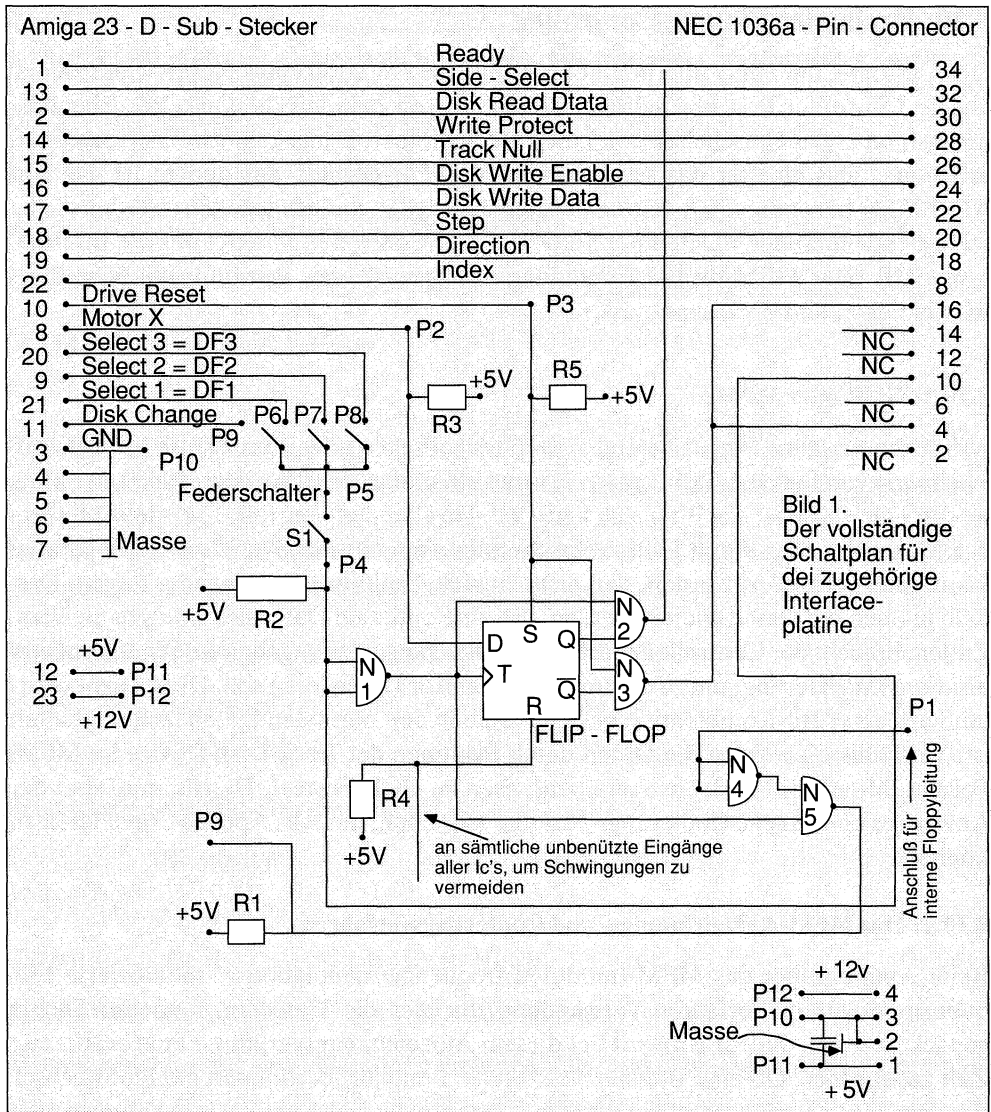 Amiga 23 - D - Sub - Stecker
NEC 1036a - Pin - Connector
1 Ready 34
13 Side - Select 32
2 Disk Read Dtata 30
14 Write Protect 28
15 Track Null 26
16 Disk Write Enable 24
17 Disk Write Data 22
18 Step 20
19 Direction 18
22 Index 8
10 Drive Reset P3 16
8 Motor X P2 14
NC
20 Select 3 = DF3 12
NC
9 Select 2 = DF2 10
21 Select 1 = DF1 6
NC
11 Disk Change P9 4
3 GND P10 2
NC
4
5
6
7 Masse
P6 P7 P8
+5V
R3
R5
+5V
Federschalter P5
S1
P4
+5V R2
Bild 1.
Der vollständige
Schaltplan für
dei zugehörige
Interface-
platine
+5V
12 P11
23 P12
+12V
N
1
D S Q
T
R Q
FLIP - FLOP
N
2
N
3
P1
N
4
N
5
Anschluß für
interne Floppyleitung
R4
+5V
an sämtliche unbenützte Eingänge
aller Ic's, um Schwingungen zu
vermeiden
P9
+5V R1
+ 12v
P12 4
P10 3
Masse 2
P11 1
+ 5V